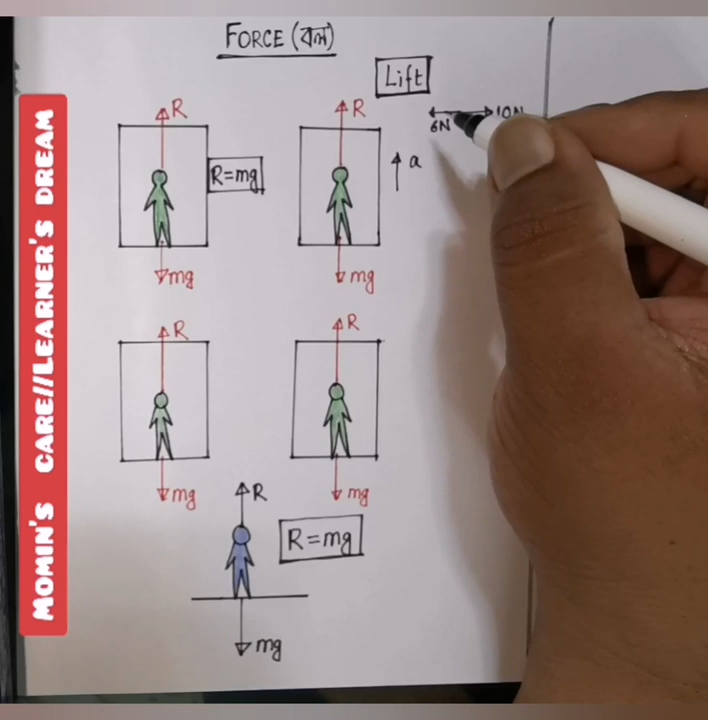 FORCE (বল)
Lift
R
R
6N 10N
R=mg
a
mg
mg
R
R
mg
mg
R
R=mg
mg
MOMIN'S CARE//LEARNER'S DREAM